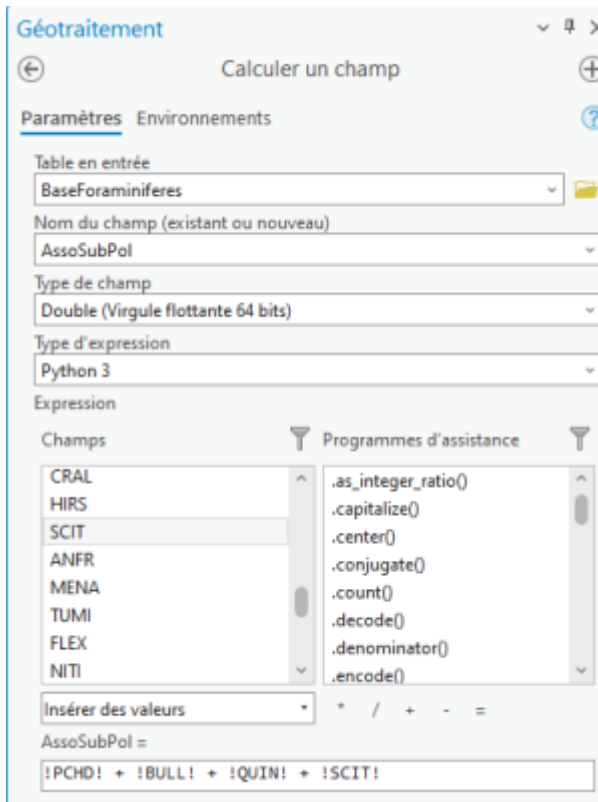 Géotraitement
Calculer un champ
Paramètres Environnements
Table en entrée
BaseForaminiferes
Nom du champ (existant ou nouveau)
AssoSubPol
Type de champ
Double (Virgule flottante 64 bits)
Type d'expression
Python 3
Expression
Champs Programmes d'assistance
CRAL .as_integer_ratio()
HIRS .capitalize()
SCIT .center()
ANFR .conjugate()
MENA .count()
TUMI .decode()
FLEX .denominator()
NITI .encode()
Insérer des valeurs * / + - =
AssoSubPol =
!PCHD! + !BULL! + !QUIN! + !SCIT!